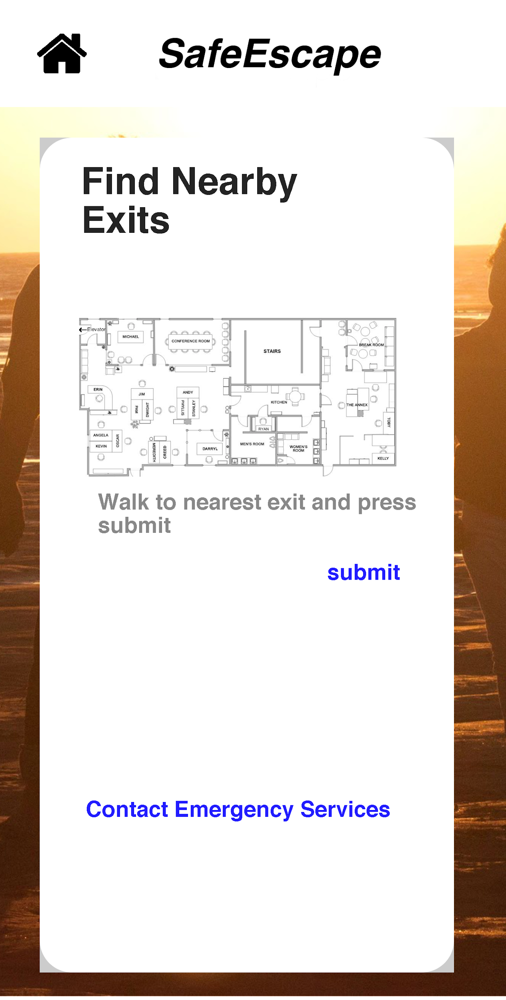 SafeEscape
Find Nearby
Exits
Elevator
MICHAEL
CONFERENCE ROOM
STAIRS
BREAK ROOM
ERIN
JIM
ANDY
PAM
DWIGHT
PHYLLIS
STANLEY
KITCHEN
THE ANNEX
TOBY
RYAN
ANGELA
KEVIN
OSCAR
MEREDITH
CREED
DARRYL
MEN'S ROOM
WOMEN'S
ROOM
KELLY
Walk to nearest exit and press
submit
submit
Contact Emergency Services